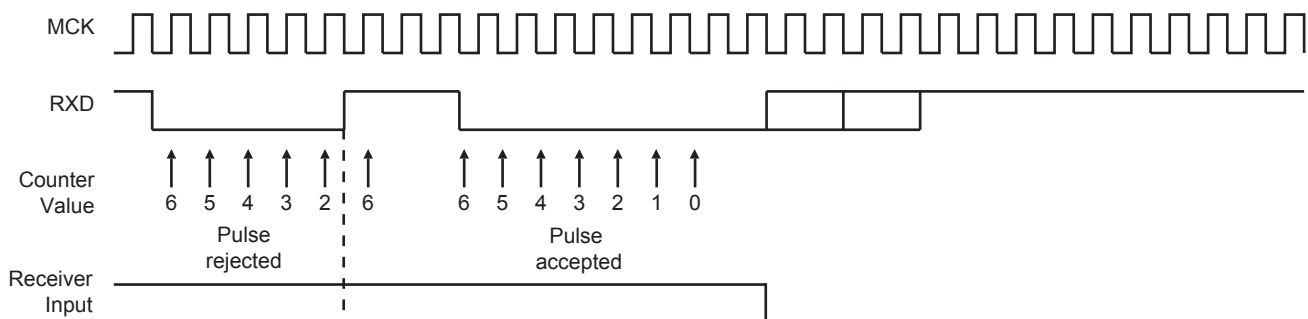 MCK
RXD
Counter
Value
6 5 4 3 2 6 6 5 4 3 2 1 0
Pulse
rejected
Pulse
accepted
Receiver
Input